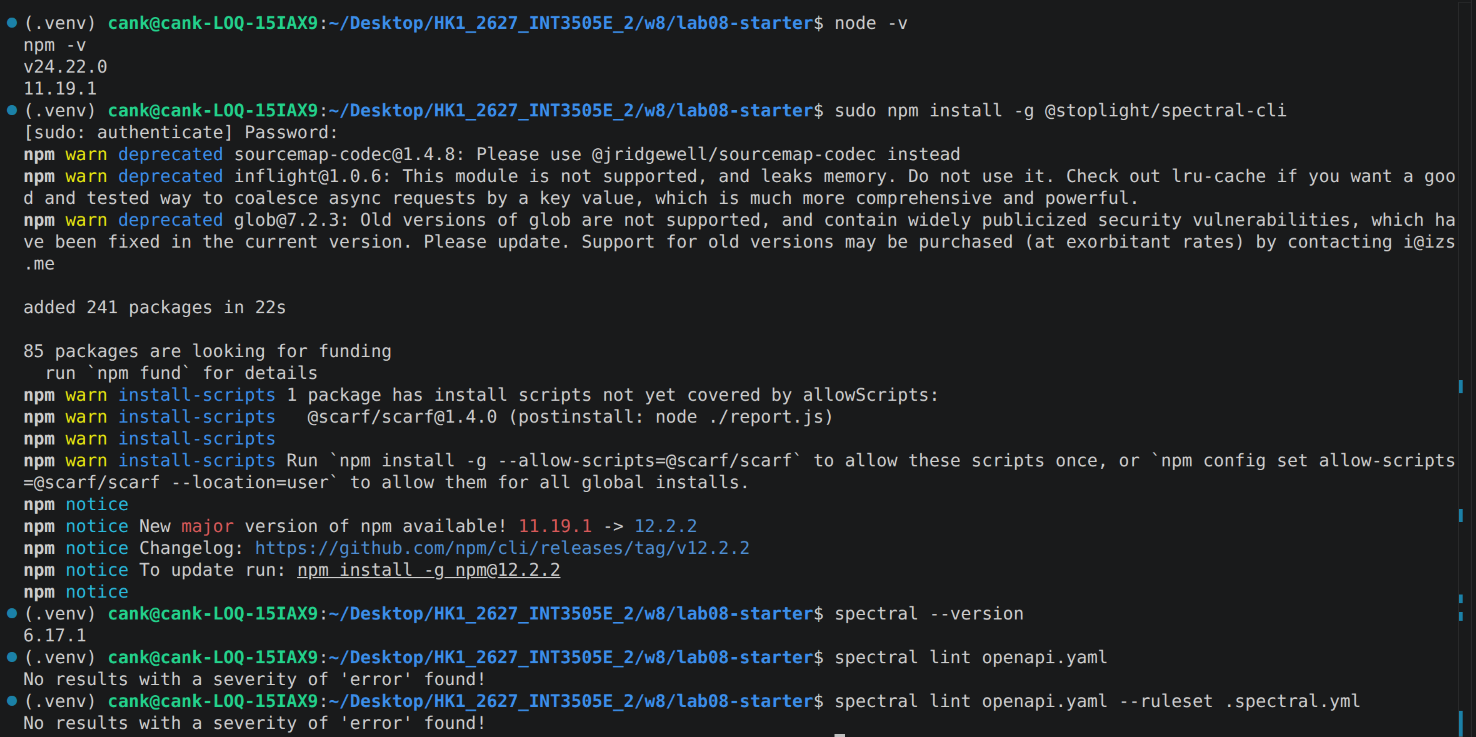 (.venv) cank@cank-LOQ-15IAX9:~/Desktop/HK1_2627_INT3505E_2/w8/lab08-starter$ node -v
npm -v
v24.22.0
11.19.1
(.venv) cank@cank-LOQ-15IAX9:~/Desktop/HK1_2627_INT3505E_2/w8/lab08-starter$ sudo npm install -g @stoplight/spectral-cli
[sudo: authenticate] Password:
npm warn deprecated sourcemap-codec@1.4.8: Please use @jridgewell/sourcemap-codec instead
npm warn deprecated inflight@1.0.6: This module is not supported, and leaks memory. Do not use it. Check out lru-cache if you want a goo
d and tested way to coalesce async requests by a key value, which is much more comprehensive and powerful.
npm warn deprecated glob@7.2.3: Old versions of glob are not supported, and contain widely publicized security vulnerabilities, which ha
ve been fixed in the current version. Please update. Support for old versions may be purchased (at exorbitant rates) by contacting i@izs
.me

added 241 packages in 22s

85 packages are looking for funding
  run `npm fund` for details
npm warn install-scripts 1 package has install scripts not yet covered by allowScripts:
npm warn install-scripts   @scarf/scarf@1.4.0 (postinstall: node ./report.js)
npm warn install-scripts
npm warn install-scripts Run `npm install -g --allow-scripts=@scarf/scarf` to allow these scripts once, or `npm config set allow-scripts
=@scarf/scarf --location=user` to allow them for all global installs.
npm notice
npm notice New major version of npm available! 11.19.1 -> 12.2.2
npm notice Changelog: https://github.com/npm/cli/releases/tag/v12.2.2
npm notice To update run: npm install -g npm@12.2.2
npm notice
(.venv) cank@cank-LOQ-15IAX9:~/Desktop/HK1_2627_INT3505E_2/w8/lab08-starter$ spectral --version
6.17.1
(.venv) cank@cank-LOQ-15IAX9:~/Desktop/HK1_2627_INT3505E_2/w8/lab08-starter$ spectral lint openapi.yaml
No results with a severity of 'error' found!
(.venv) cank@cank-LOQ-15IAX9:~/Desktop/HK1_2627_INT3505E_2/w8/lab08-starter$ spectral lint openapi.yaml --ruleset .spectral.yml
No results with a severity of 'error' found!